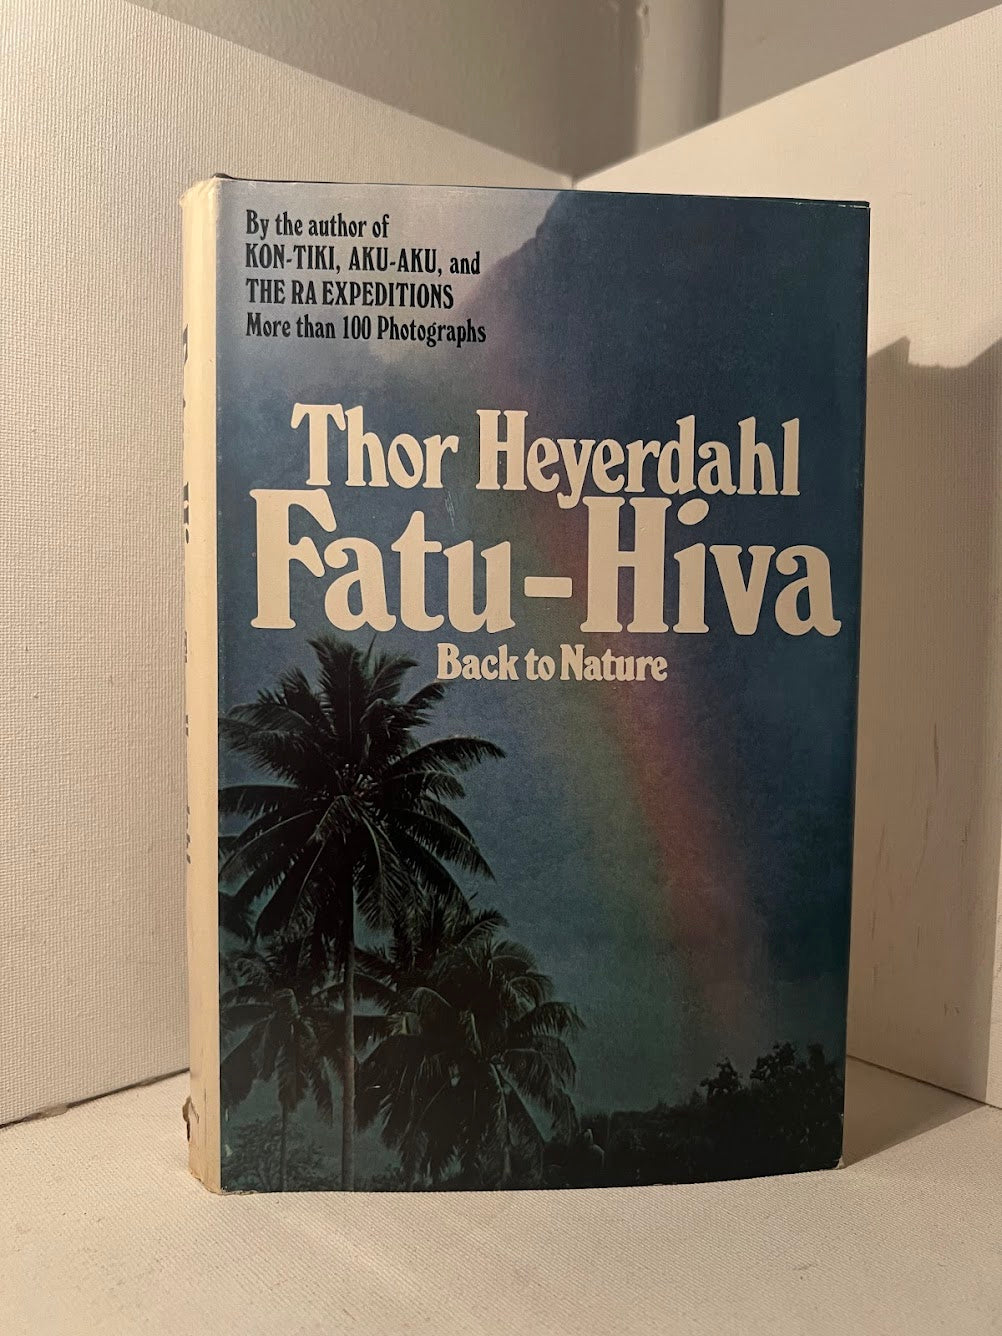 By the author of
KON-TIKI, AKU-AKU, and
THE RA EXPEDITIONS
More than 100 Photographs
Thor Heyerdahl
Fatu-Hiva
Back to Nature